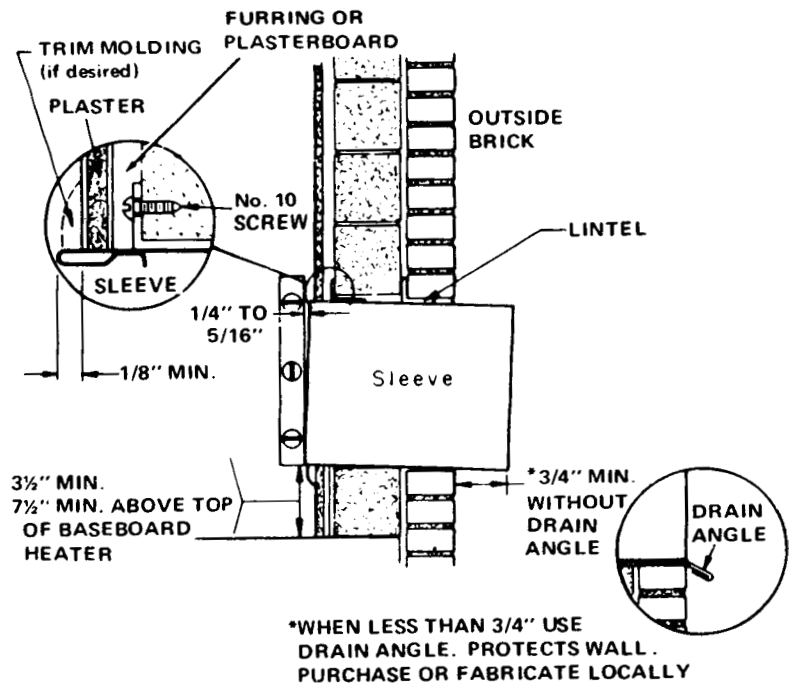 FURRING OR
PLASTERBOARD
TRIM MOLDING
(if desired)
PLASTER
OUTSIDE
BRICK
No. 10
SCREW
LINTEL
SLEEVE
1/4" TO
5/16"
1/8" MIN.
Sleeve
3½" MIN.
7½" MIN. ABOVE TOP
OF BASEBOARD
HEATER
*3/4" MIN.
WITHOUT
DRAIN
ANGLE
DRAIN
ANGLE
*WHEN LESS THAN 3/4" USE
DRAIN ANGLE. PROTECTS WALL.
PURCHASE OR FABRICATE LOCALLY